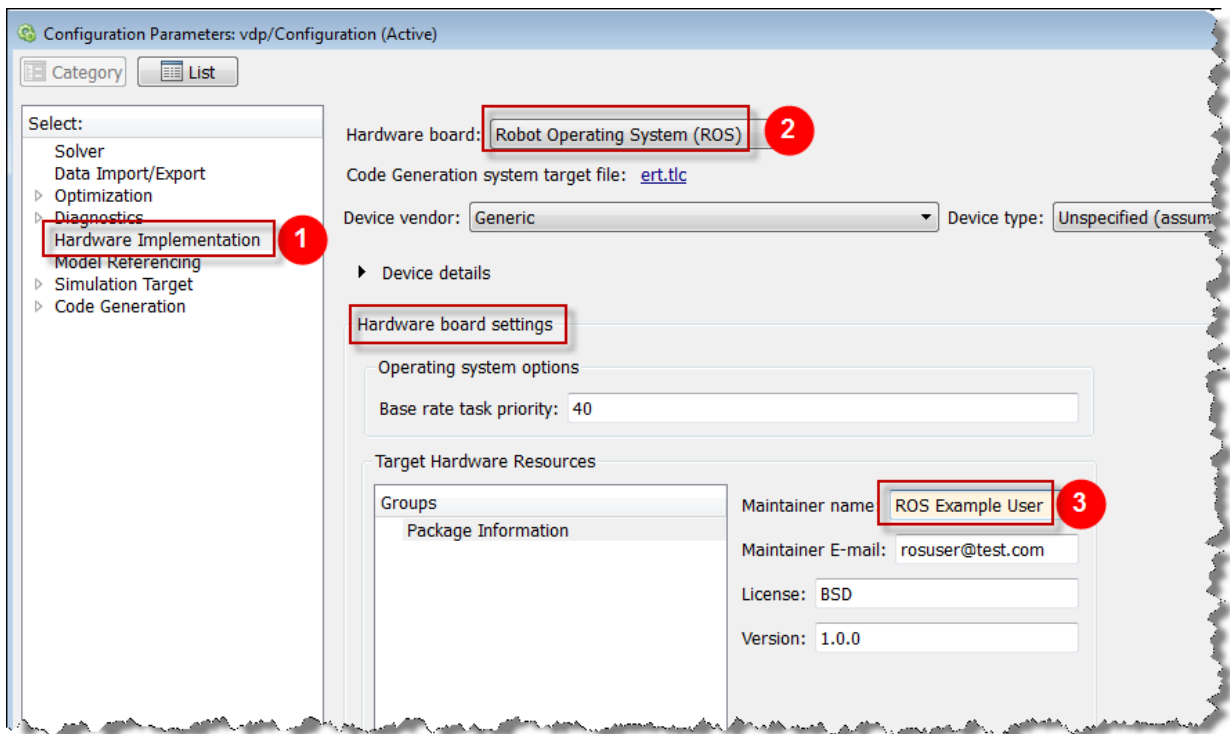 Configuration Parameters: vdp/Configuration (Active)
Category
List
Select:
Solver
Data Import/Export
Optimization
Diagnostics
Hardware Implementation
1
Model Referencing
Simulation Target
Code Generation
Hardware board: Robot Operating System (ROS)
2
Code Generation system target file: ert.tlc
Device vendor: Generic
Device type: Unspecified (assum
Device details
Hardware board settings
Operating system options
Base rate task priority: 40
Target Hardware Resources
Groups
Package Information
Maintainer name: ROS Example User
3
Maintainer E-mail: rosuser@test.com
License: BSD
Version: 1.0.0